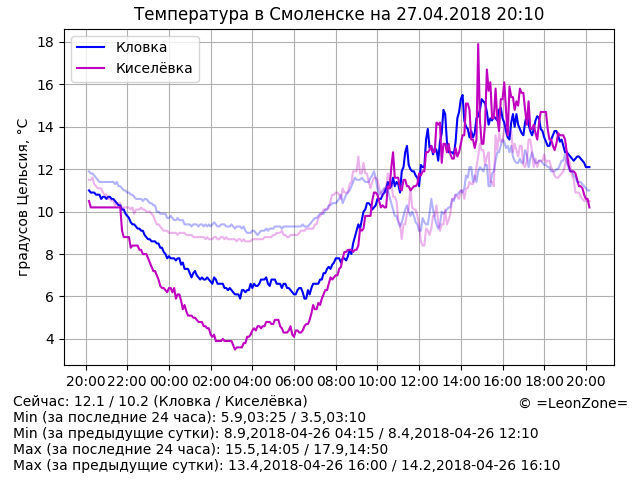 Температура в Смоленске на 27.04.2018 20:10
Кловка
Киселёвка
градусов Цельсия, °C
18
16
14
12
10
8
6
4
20:00 22:00 00:00 02:00 04:00 06:00 08:00 10:00 12:00 14:00 16:00 18:00 20:00
Сейчас: 12.1 / 10.2 (Кловка / Киселёвка)
© =LeonZone=
Min (за последние 24 часа): 5.9,03:25 / 3.5,03:10
Min (за предыдущие сутки): 8.9,2018-04-26 04:15 / 8.4,2018-04-26 12:10
Max (за последние 24 часа): 15.5,14:05 / 17.9,14:50
Max (за предыдущие сутки): 13.4,2018-04-26 16:00 / 14.2,2018-04-26 16:10